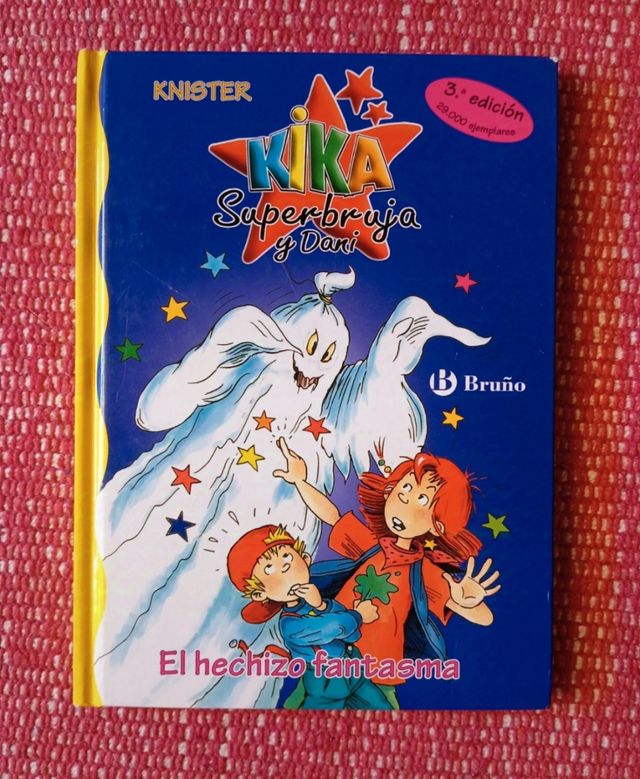 KNISTER
3.ª edición
29.000 ejemplares
KiKA
Superbruja
y Dani
B Bruño
El hechizo fantasma